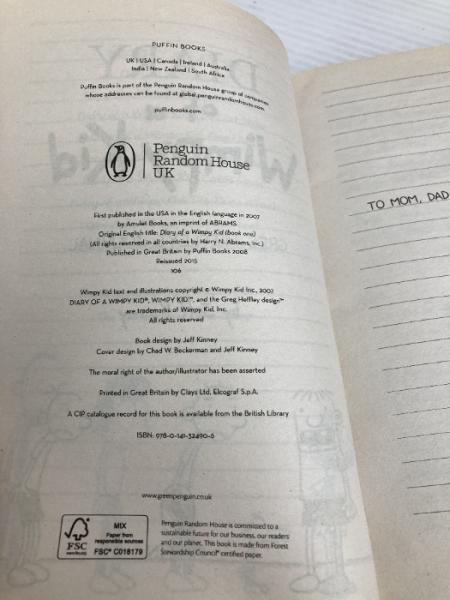 PUFFIN BOOKS
UK | USA | Canada | Ireland | Australia
India | New Zealand | South Africa
Puffin Books is part of the Penguin Random House group of companies
whose addresses can be found at global.penguinrandomhouse.com.
puffinbooks.com
Penguin
Random House
UK
First published in the USA in the English language in 2007
by Amulet Books, an imprint of ABRAMS.
Original English title: Diary of a Wimpy Kid (book one)
(All rights reserved in all countries by Harry N. Abrams, Inc.)
Published in Great Britain by Puffin Books 2008
Reissued 2015
106
Wimpy Kid text and illustrations copyright © Wimpy Kid Inc., 2007
DIARY OF A WIMPY KID®, WIMPY KID™, and the Greg Heffley design™
are trademarks of Wimpy Kid, Inc.
All rights reserved
Book design by Jeff Kinney
Cover design by Chad W. Beckerman and Jeff Kinney
The moral right of the author/illustrator has been asserted
Printed in Great Britain by Clays Ltd, Elcograf S.p.A.
A CIP catalogue record for this book is available from the British Library
ISBN: 978-0-141-32490-6
www.greenpenguin.co.uk
FSC
www.fsc.org
MIX
Paper from
responsible sources
FSC® C018179
Penguin Random House is committed to a
sustainable future for our business, our readers
and our planet. This book is made from Forest
Stewardship Council® certified paper.
TO MOM, DAD